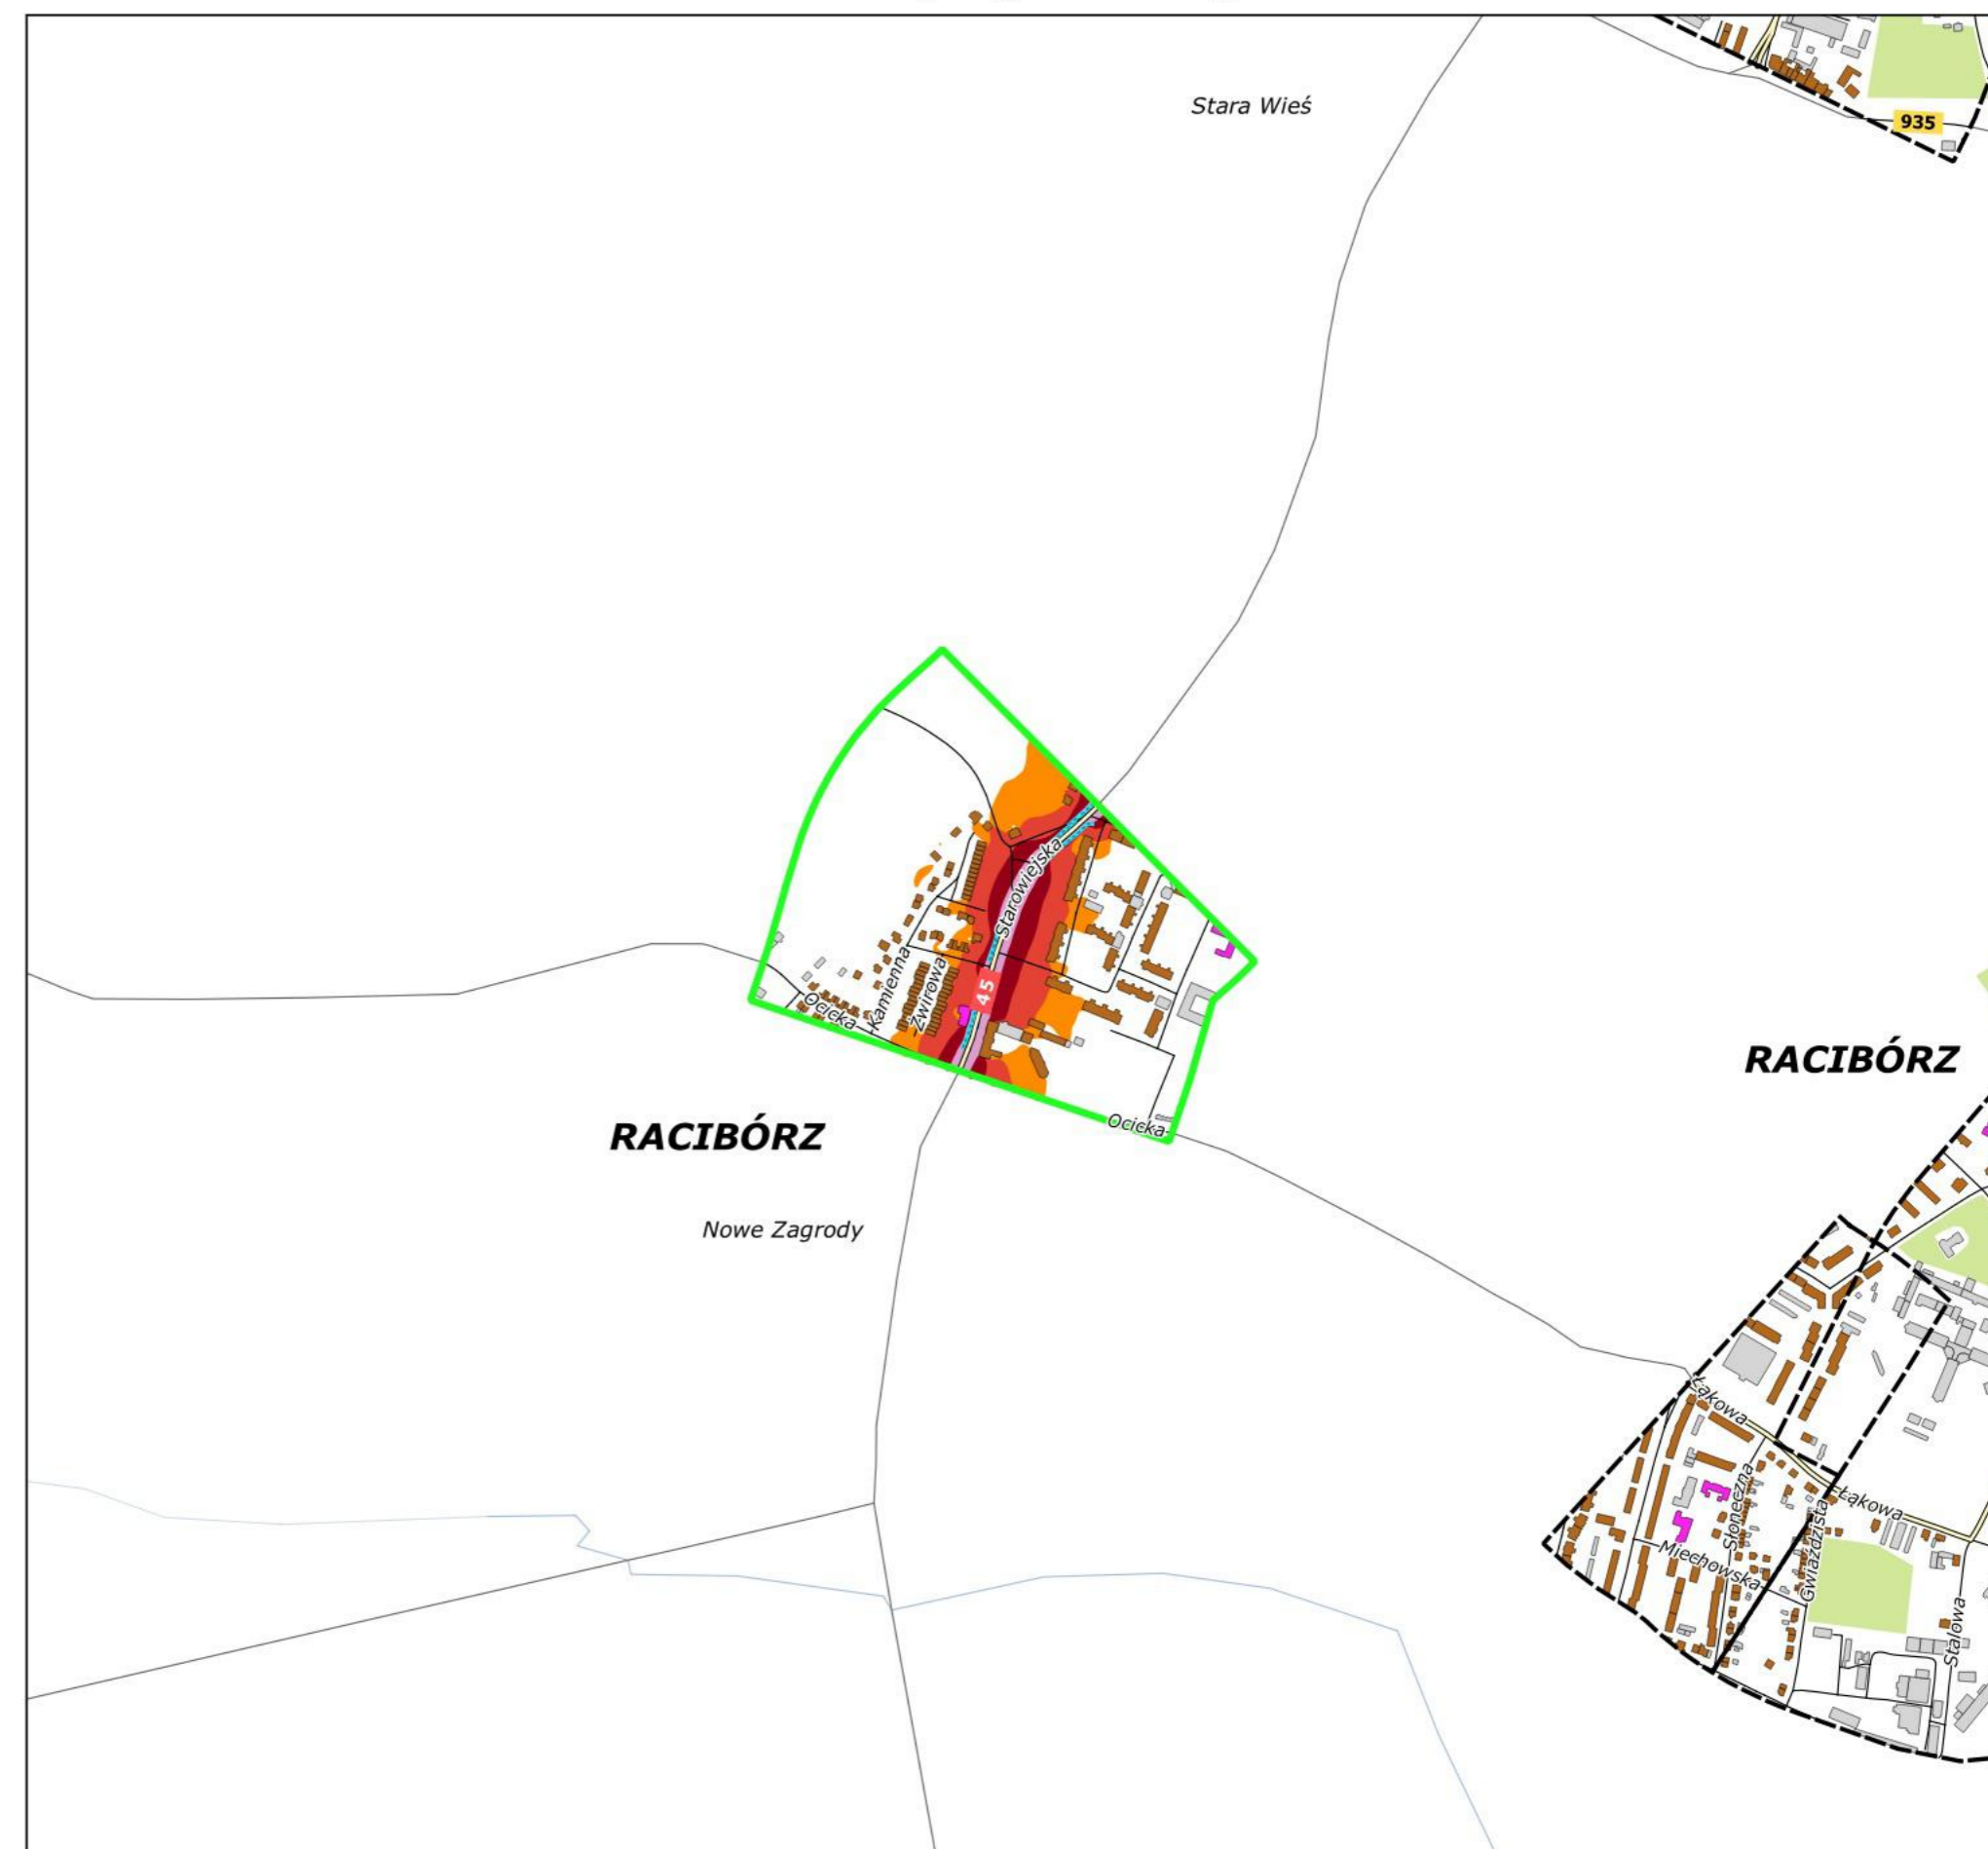 Stara Wieś
935
Starowiejska
45
Kamienna
Żwirowa
Ocicka
Ocicka
RACIBÓRZ
RACIBÓRZ
Nowe Zagrody
Łąkowa
Łąkowa
Słoneczna
Gwiaździsta
Miechowska
Stalowa